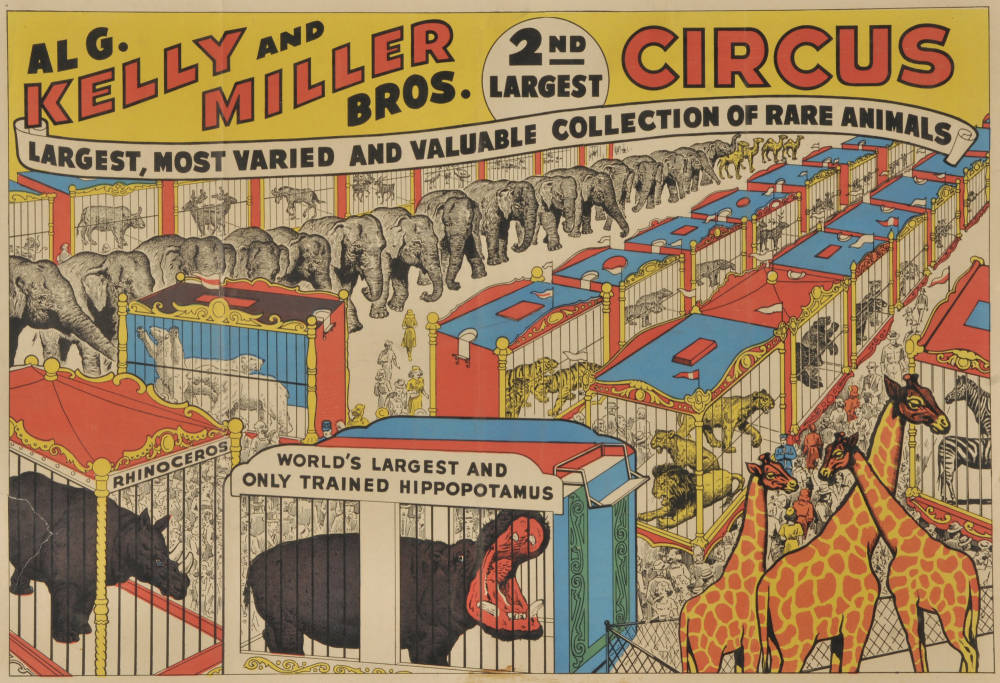 AL G.
KELLY AND
MILLER
BROS.
2ND
LARGEST
CIRCUS
LARGEST, MOST VARIED AND VALUABLE COLLECTION OF RARE ANIMALS
RHINOCEROS
WORLD'S LARGEST AND
ONLY TRAINED HIPPOPOTAMUS